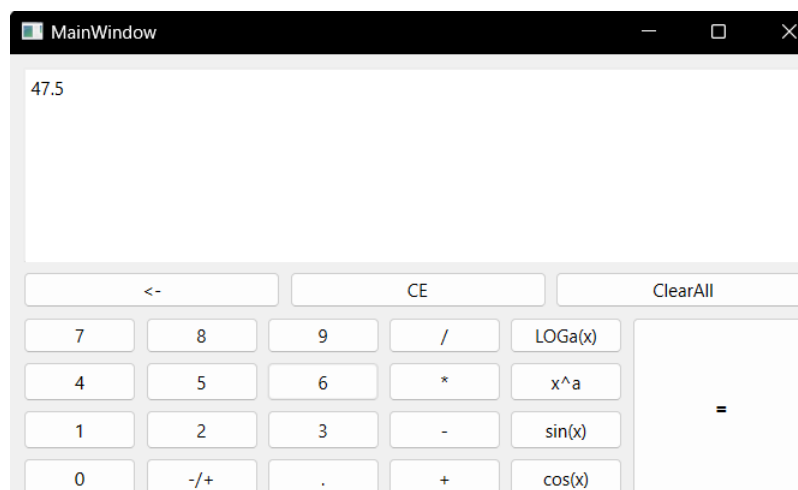 MainWindow
47.5
<- CE ClearAll
7 8 9 / LOGa(x)
4 5 6 * x^a
=
1 2 3 - sin(x)
0 -/+ . + cos(x)